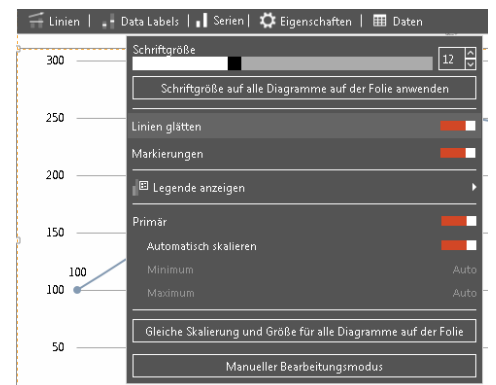 Linien | Data Labels | Serien | Eigenschaften | Daten
Schriftgröße
12
Schriftgröße auf alle Diagramme auf der Folie anwenden
Linien glätten
Markierungen
Legende anzeigen
Primär
Automatisch skalieren
Minimum Auto
Maximum Auto
Gleiche Skalierung und Größe für alle Diagramme auf der Folie
Manueller Bearbeitungsmodus
300
250
200
150
100
100
50